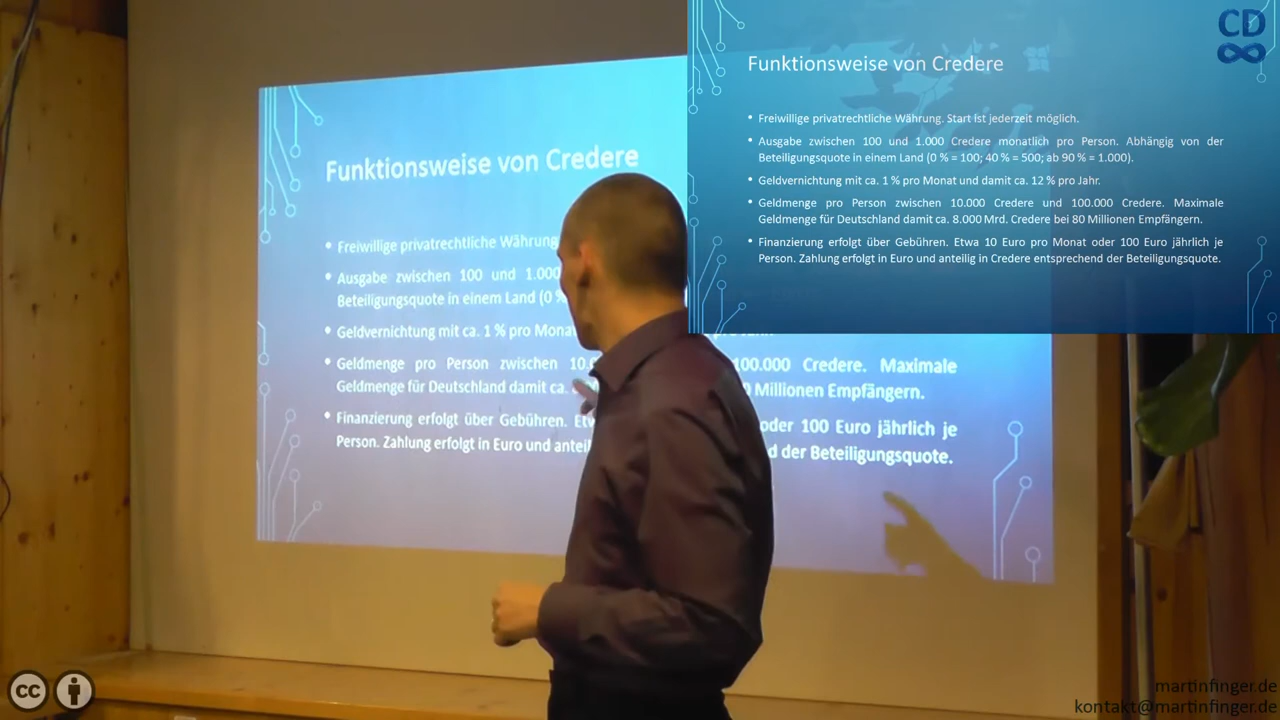 CD
Funktionsweise von Credere
• Freiwillige privatrechtliche Währung. Start ist jederzeit möglich.
• Ausgabe zwischen 100 und 1.000 Credere monatlich pro Person. Abhängig von der
Beteiligungsquote in einem Land (0 % = 100; 40 % = 500; ab 90 % = 1.000).
• Geldvernichtung mit ca. 1 % pro Monat und damit ca. 12 % pro Jahr.
• Geldmenge pro Person zwischen 10.000 Credere und 100.000 Credere. Maximale
Geldmenge für Deutschland damit ca. 8.000 Mrd. Credere bei 80 Millionen Empfängern.
• Finanzierung erfolgt über Gebühren. Etwa 10 Euro pro Monat oder 100 Euro jährlich je
Person. Zahlung erfolgt in Euro und anteilig in Credere entsprechend der Beteiligungsquote.
Funktionsweise von Credere
• Freiwillige privatrechtliche Währung
• Ausgabe zwischen 100 und 1.000
Beteiligungsquote in einem Land (0 %
• Geldvernichtung mit ca. 1 % pro Mona
• Geldmenge pro Person zwischen 10. 100.000 Credere. Maximale
Geldmenge für Deutschland damit ca. Millionen Empfängern.
• Finanzierung erfolgt über Gebühren. Etw oder 100 Euro jährlich je
Person. Zahlung erfolgt in Euro und anteil d der Beteiligungsquote.
cc
martinfinger.de
kontakt@martinfinger.de